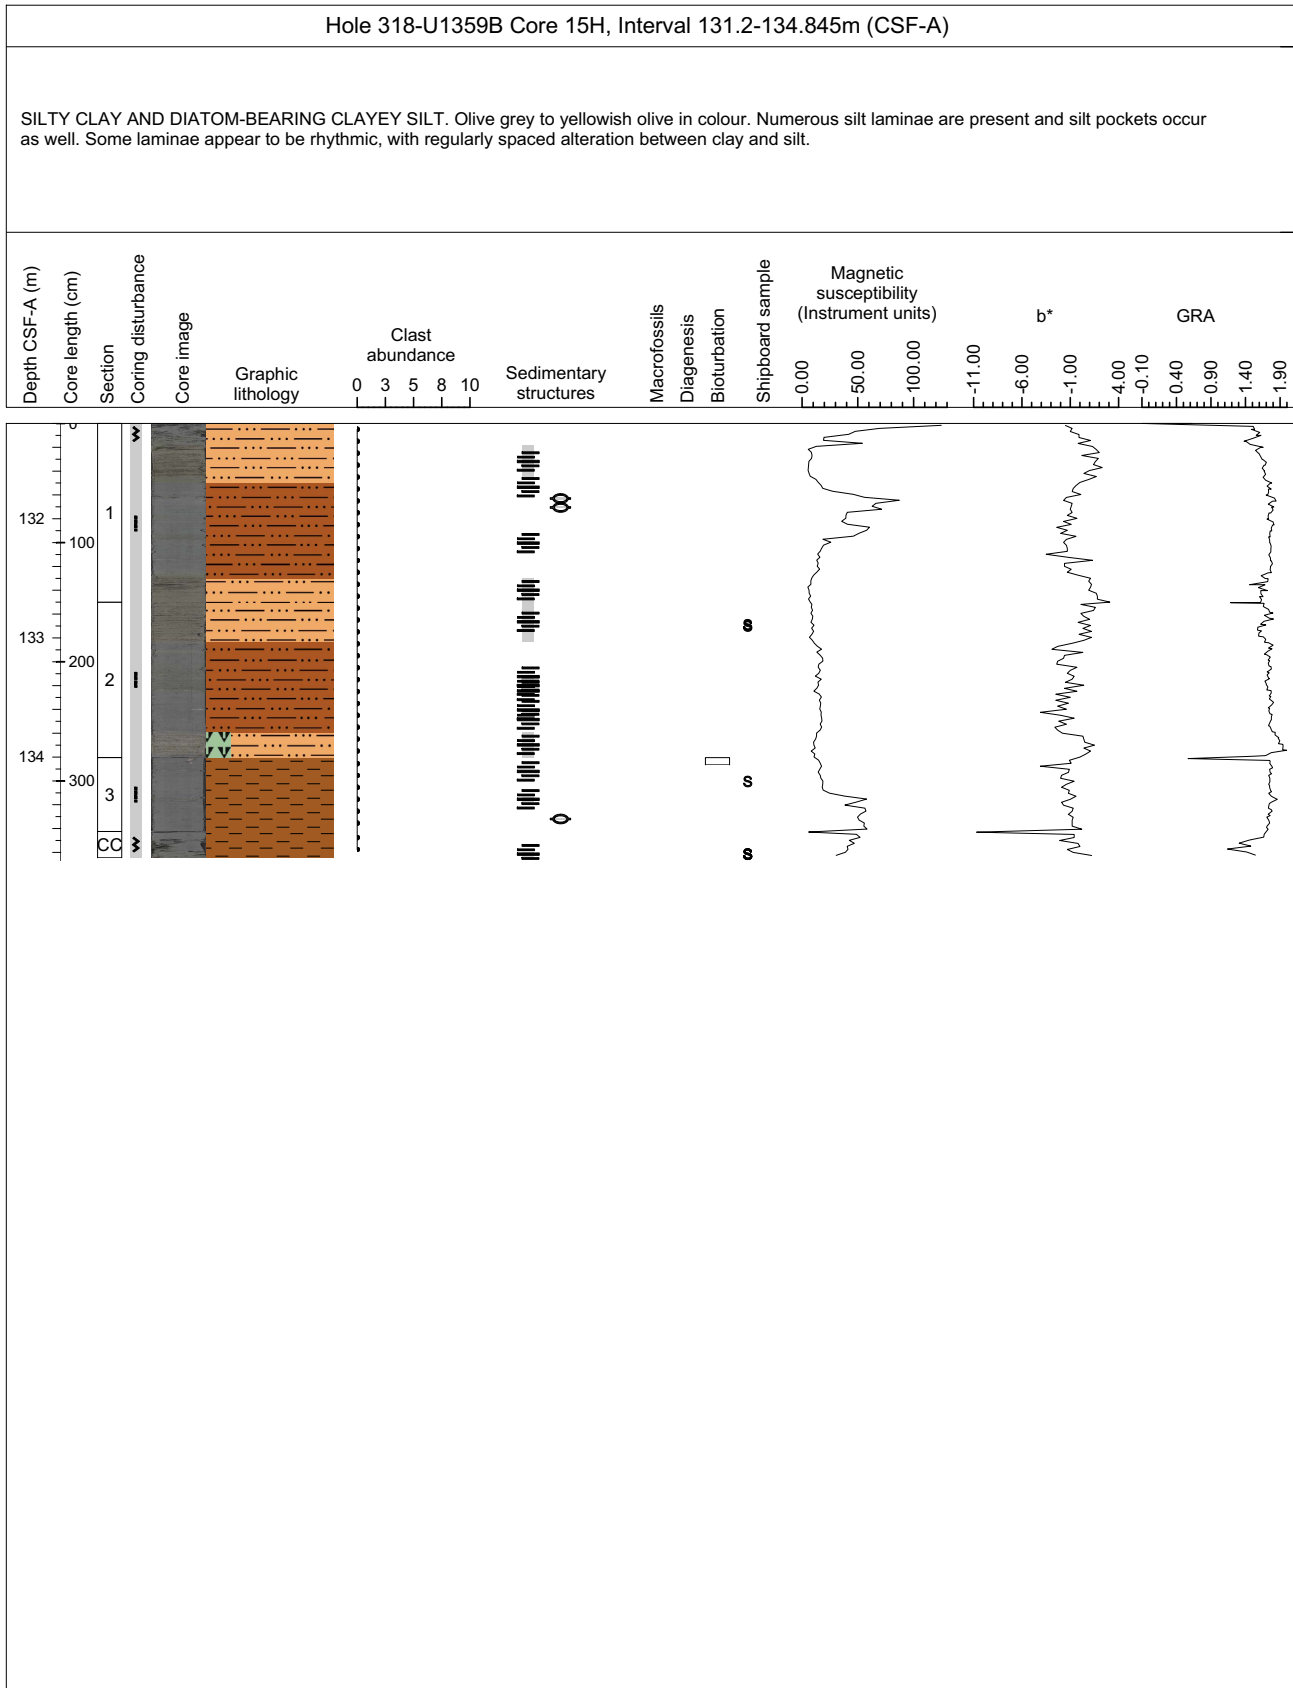 Hole 318-U1359B Core 15H, Interval 131.2-134.845m (CSF-A)
SILTY CLAY AND DIATOM-BEARING CLAYEY SILT. Olive grey to yellowish olive in colour. Numerous silt laminae are present and silt pockets occur
as well. Some laminae appear to be rhythmic, with regularly spaced alteration between clay and silt.
Depth CSF-A (m)
Core length (cm)
Section
Coring disturbance
Core image
Graphic
lithology
Clast
abundance
0 3 5 8 10
Sedimentary
structures
Macrofossils
Diagenesis
Bioturbation
Shipboard sample
Magnetic
susceptibility
(Instrument units)
0.00 50.00 100.00
b*
-11.00 -6.00 -1.00 4.00
GRA
-0.10 0.40 0.90 1.40 1.90
0
1
132
100
133
S
200
2
134
300
S
3
CC
S